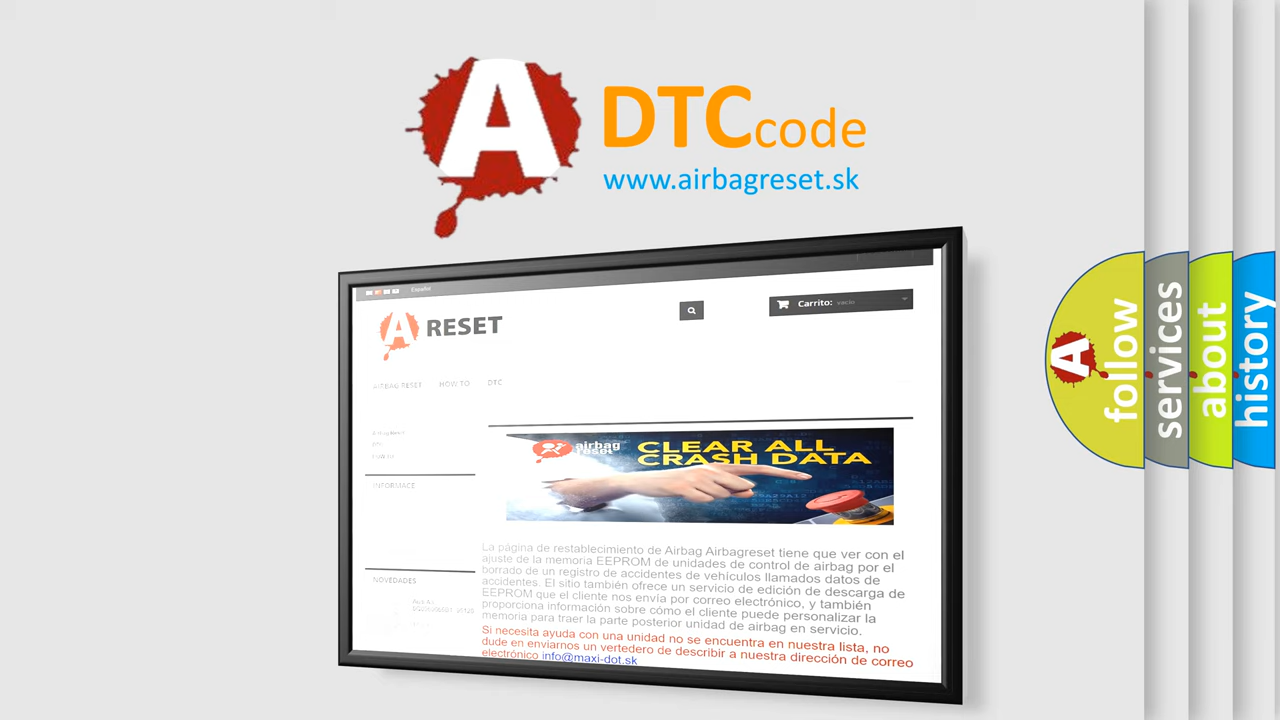 A
DTC code
www.airbagreset.sk
Español
A RESET
Carrito: vacío
AIRBAG RESET HOW TO DTC
INFORMACE
NOVEDADES
airbag
reset
CLEAR ALL
CRASH DATA
La página de restablecimiento de Airbag Airbagreset tiene que ver con el
ajuste de la memoria EEPROM de unidades de control de airbag por el
borrado de un registro de accidentes de vehículos llamados datos de
accidentes. El sitio también ofrece un servicio de edición de descarga de
EEPROM que el cliente nos envía por correo electrónico, y también
proporciona información sobre cómo el cliente puede personalizar la
memoria para traer la parte posterior unidad de airbag en servicio.
Si necesita ayuda con una unidad no se encuentra en nuestra lista, no
dude en enviarnos un vertedero de describir a nuestra dirección de correo
electrónico info@maxi-dot.sk
A
follow
services
about
history